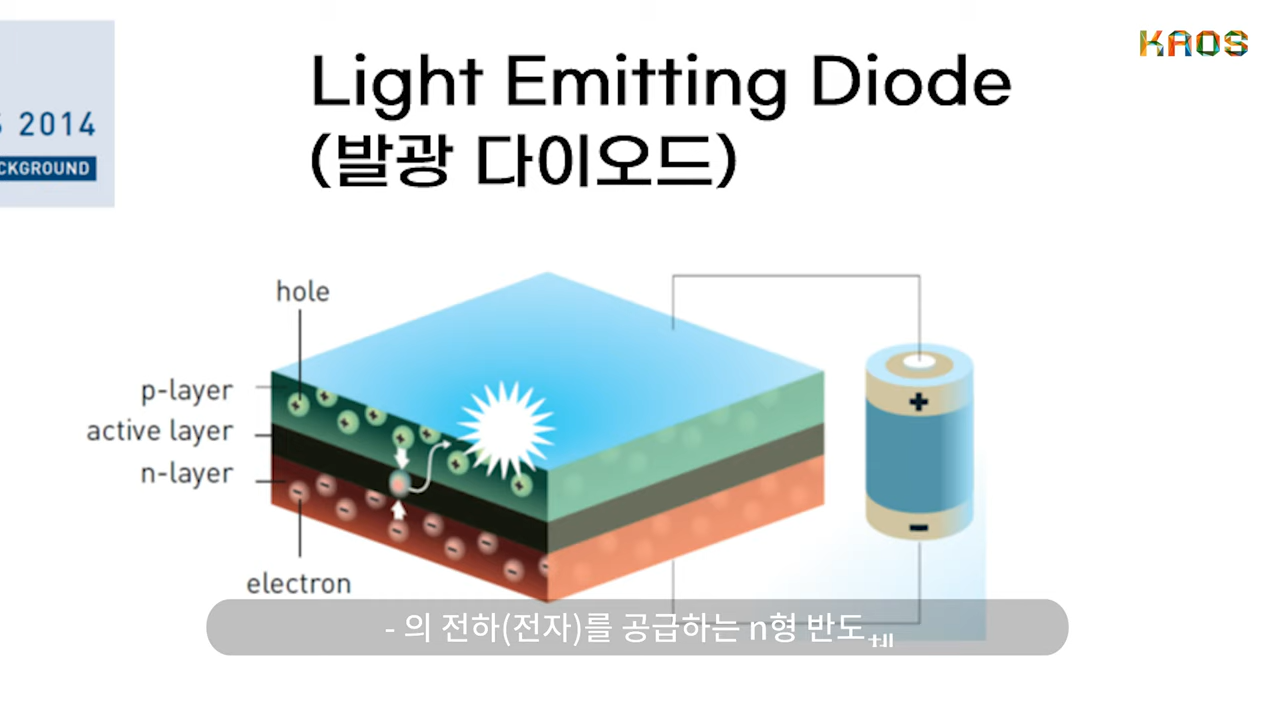 KAOS
Light Emitting Diode
(발광 다이오드)
2014
CKGROUND
hole
p-layer
active layer
n-layer
electron
+
-
- 의 전하(전자)를 공급하는 n형 반도